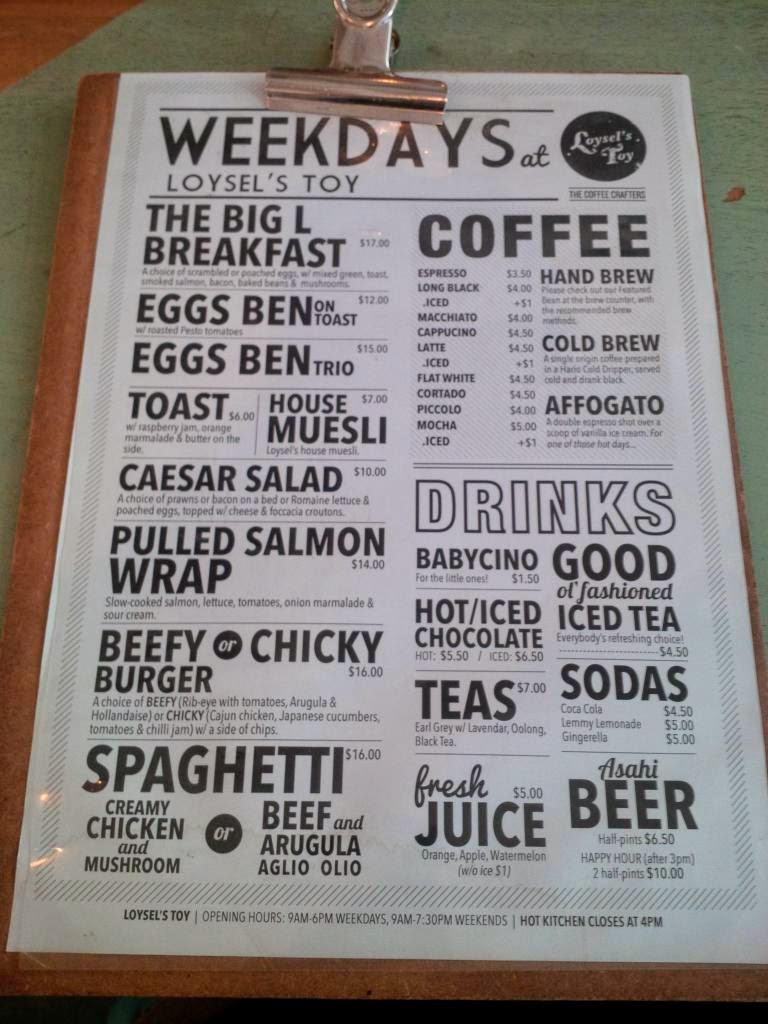 WEEKDAYS at
LOYSEL'S TOY
Loysel's
Toy
THE COFFEE CRAFTERS
THE BIG L
BREAKFAST $17.00
A choice of scrambled or poached eggs, w/ mixed green, toast,
smoked salmon, bacon, baked beans & mushrooms.
EGGS BEN ON TOAST $12.00
w/ roasted Pesto tomatoes
EGGS BEN TRIO $15.00
TOAST $6.00
w/ raspberry jam, orange
marmalade & butter on the
side.
HOUSE $7.00
MUESLI
Loysel's house muesli.
CAESAR SALAD $10.00
A choice of prawns or bacon on a bed or Romaine lettuce &
poached eggs, topped w/ cheese & foccacia croutons.
PULLED SALMON
WRAP $14.00
Slow-cooked salmon, lettuce, tomatoes, onion marmalade &
sour cream.
BEEFY or CHICKY
BURGER $16.00
A choice of BEEFY (Rib-eye with tomatoes, Arugula &
Hollandaise) or CHICKY (Cajun chicken, Japanese cucumbers,
tomatoes & chilli jam) w/ a side of chips.
SPAGHETTI $16.00
CREAMY
CHICKEN
and
MUSHROOM
or
BEEF and
ARUGULA
AGLIO OLIO
COFFEE
ESPRESSO $3.50
LONG BLACK $4.00
.ICED +$1
MACCHIATO $4.00
CAPPUCINO $4.50
LATTE $4.50
.ICED +$1
FLAT WHITE $4.50
CORTADO $4.50
PICCOLO $4.00
MOCHA $5.00
.ICED +$1
HAND BREW
Please check out our Featured
Bean at the brew counter, with
the recommended brew
methods.
COLD BREW
A single origin coffee prepared
in a Hario Cold Dripper, served
cold and drank black.
AFFOGATO
A double espresso shot over a
scoop of vanilla ice cream. For
one of those hot days...
DRINKS
BABYCINO
For the little ones! $1.50
HOT/ICED
CHOCOLATE
HOT: $5.50 / ICED: $6.50
TEAS $7.00
Earl Grey w/ Lavendar, Oolong,
Black Tea.
fresh $5.00
JUICE
Orange, Apple, Watermelon
(w/o ice $1)
GOOD
ol' fashioned
ICED TEA
Everybody's refreshing choice!
$4.50
SODAS
Coca Cola $4.50
Lemmy Lemonade $5.00
Gingerella $5.00
Asahi
BEER
Half-pints $6.50
HAPPY HOUR (after 3pm)
2 half-pints $10.00
LOYSEL'S TOY | OPENING HOURS: 9AM-6PM WEEKDAYS, 9AM-7:30PM WEEKENDS | HOT KITCHEN CLOSES AT 4PM